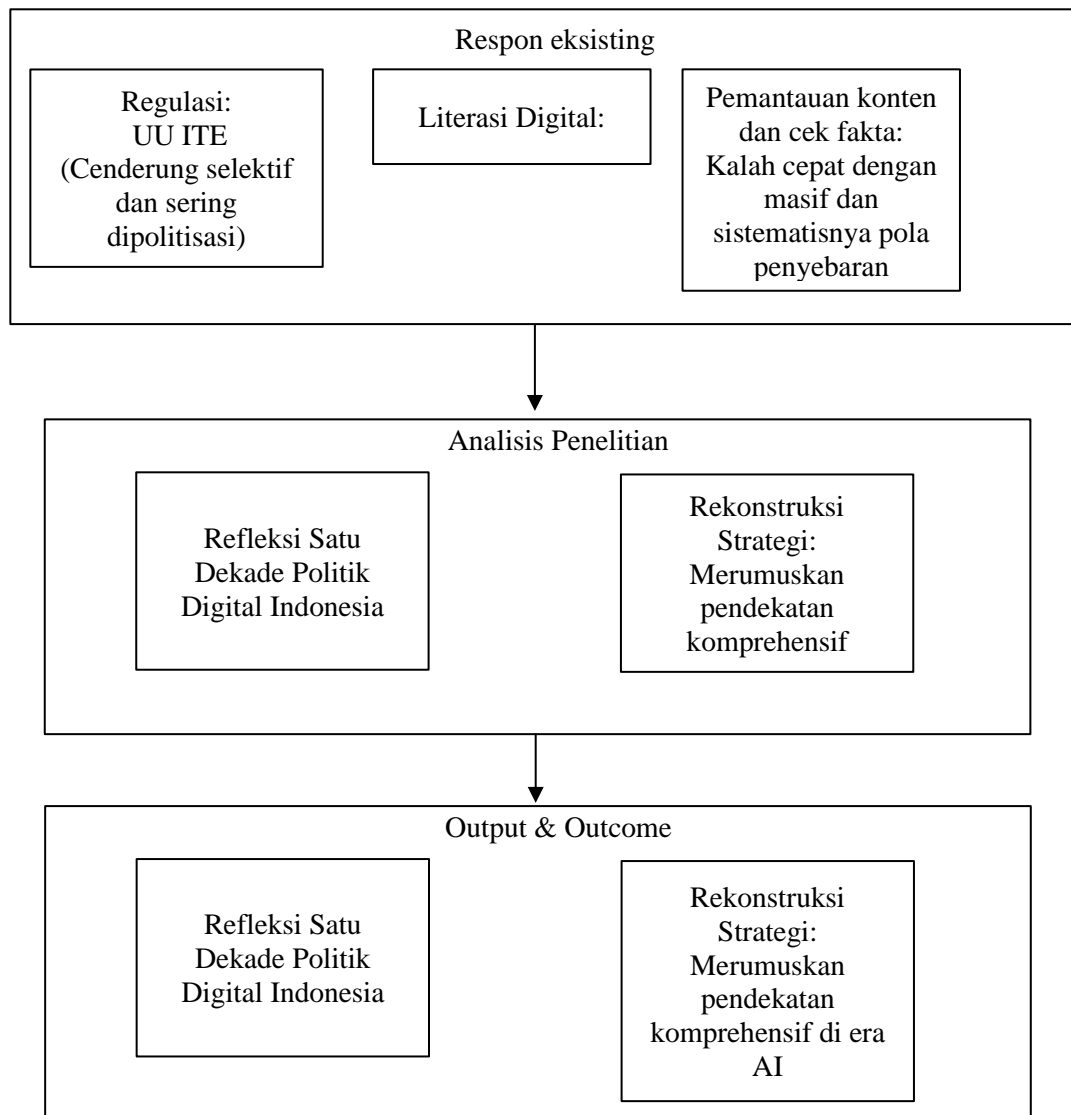 Respon eksisting
Regulasi:
UU ITE
(Cenderung selektif
dan sering
dipolitisasi)
Literasi Digital:
Pemantauan konten
dan cek fakta:
Kalah cepat dengan
masif dan
sistematisnya pola
penyebaran
Analisis Penelitian
Refleksi Satu
Dekade Politik
Digital Indonesia
Rekonstruksi
Strategi:
Merumuskan
pendekatan
komprehensif
Output & Outcome
Refleksi Satu
Dekade Politik
Digital Indonesia
Rekonstruksi
Strategi:
Merumuskan
pendekatan
komprehensif di era
AI